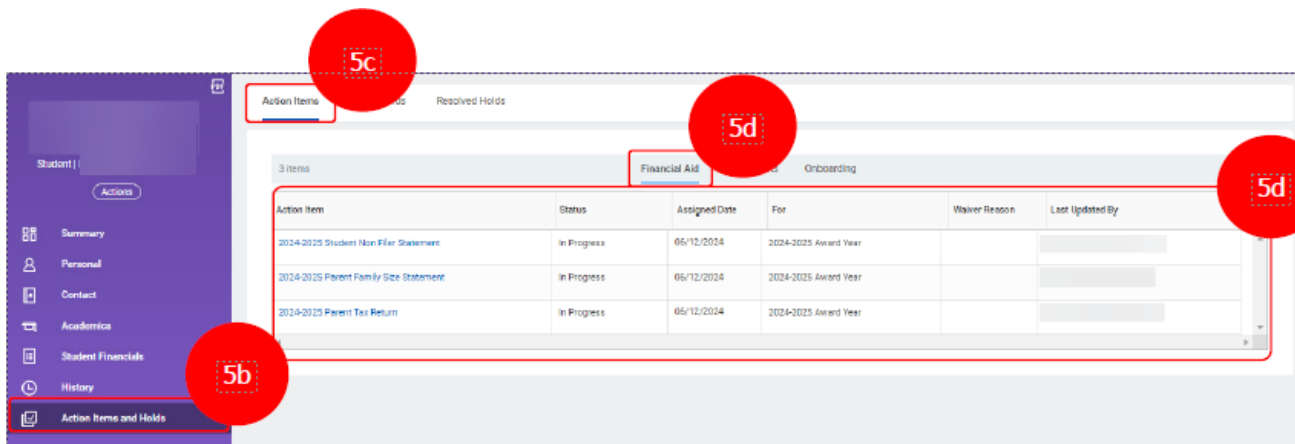 5c
Action Items
Resolved Holds
5d
Student |
Actions
3 items
Financial Aid
Onboarding
5d
Action Item
Status
Assigned Date
For
Waiver Reason
Last Updated By
Summary
2024-2025 Student Non Filer Statement
In Progress
06/12/2024
2024-2025 Award Year
Personal
2024-2025 Parent Family Size Statement
In Progress
06/12/2024
2024-2025 Award Year
Contact
2024-2025 Parent Tax Return
In Progress
06/12/2024
2024-2025 Award Year
Academics
Student Financials
5b
History
Action Items and Holds